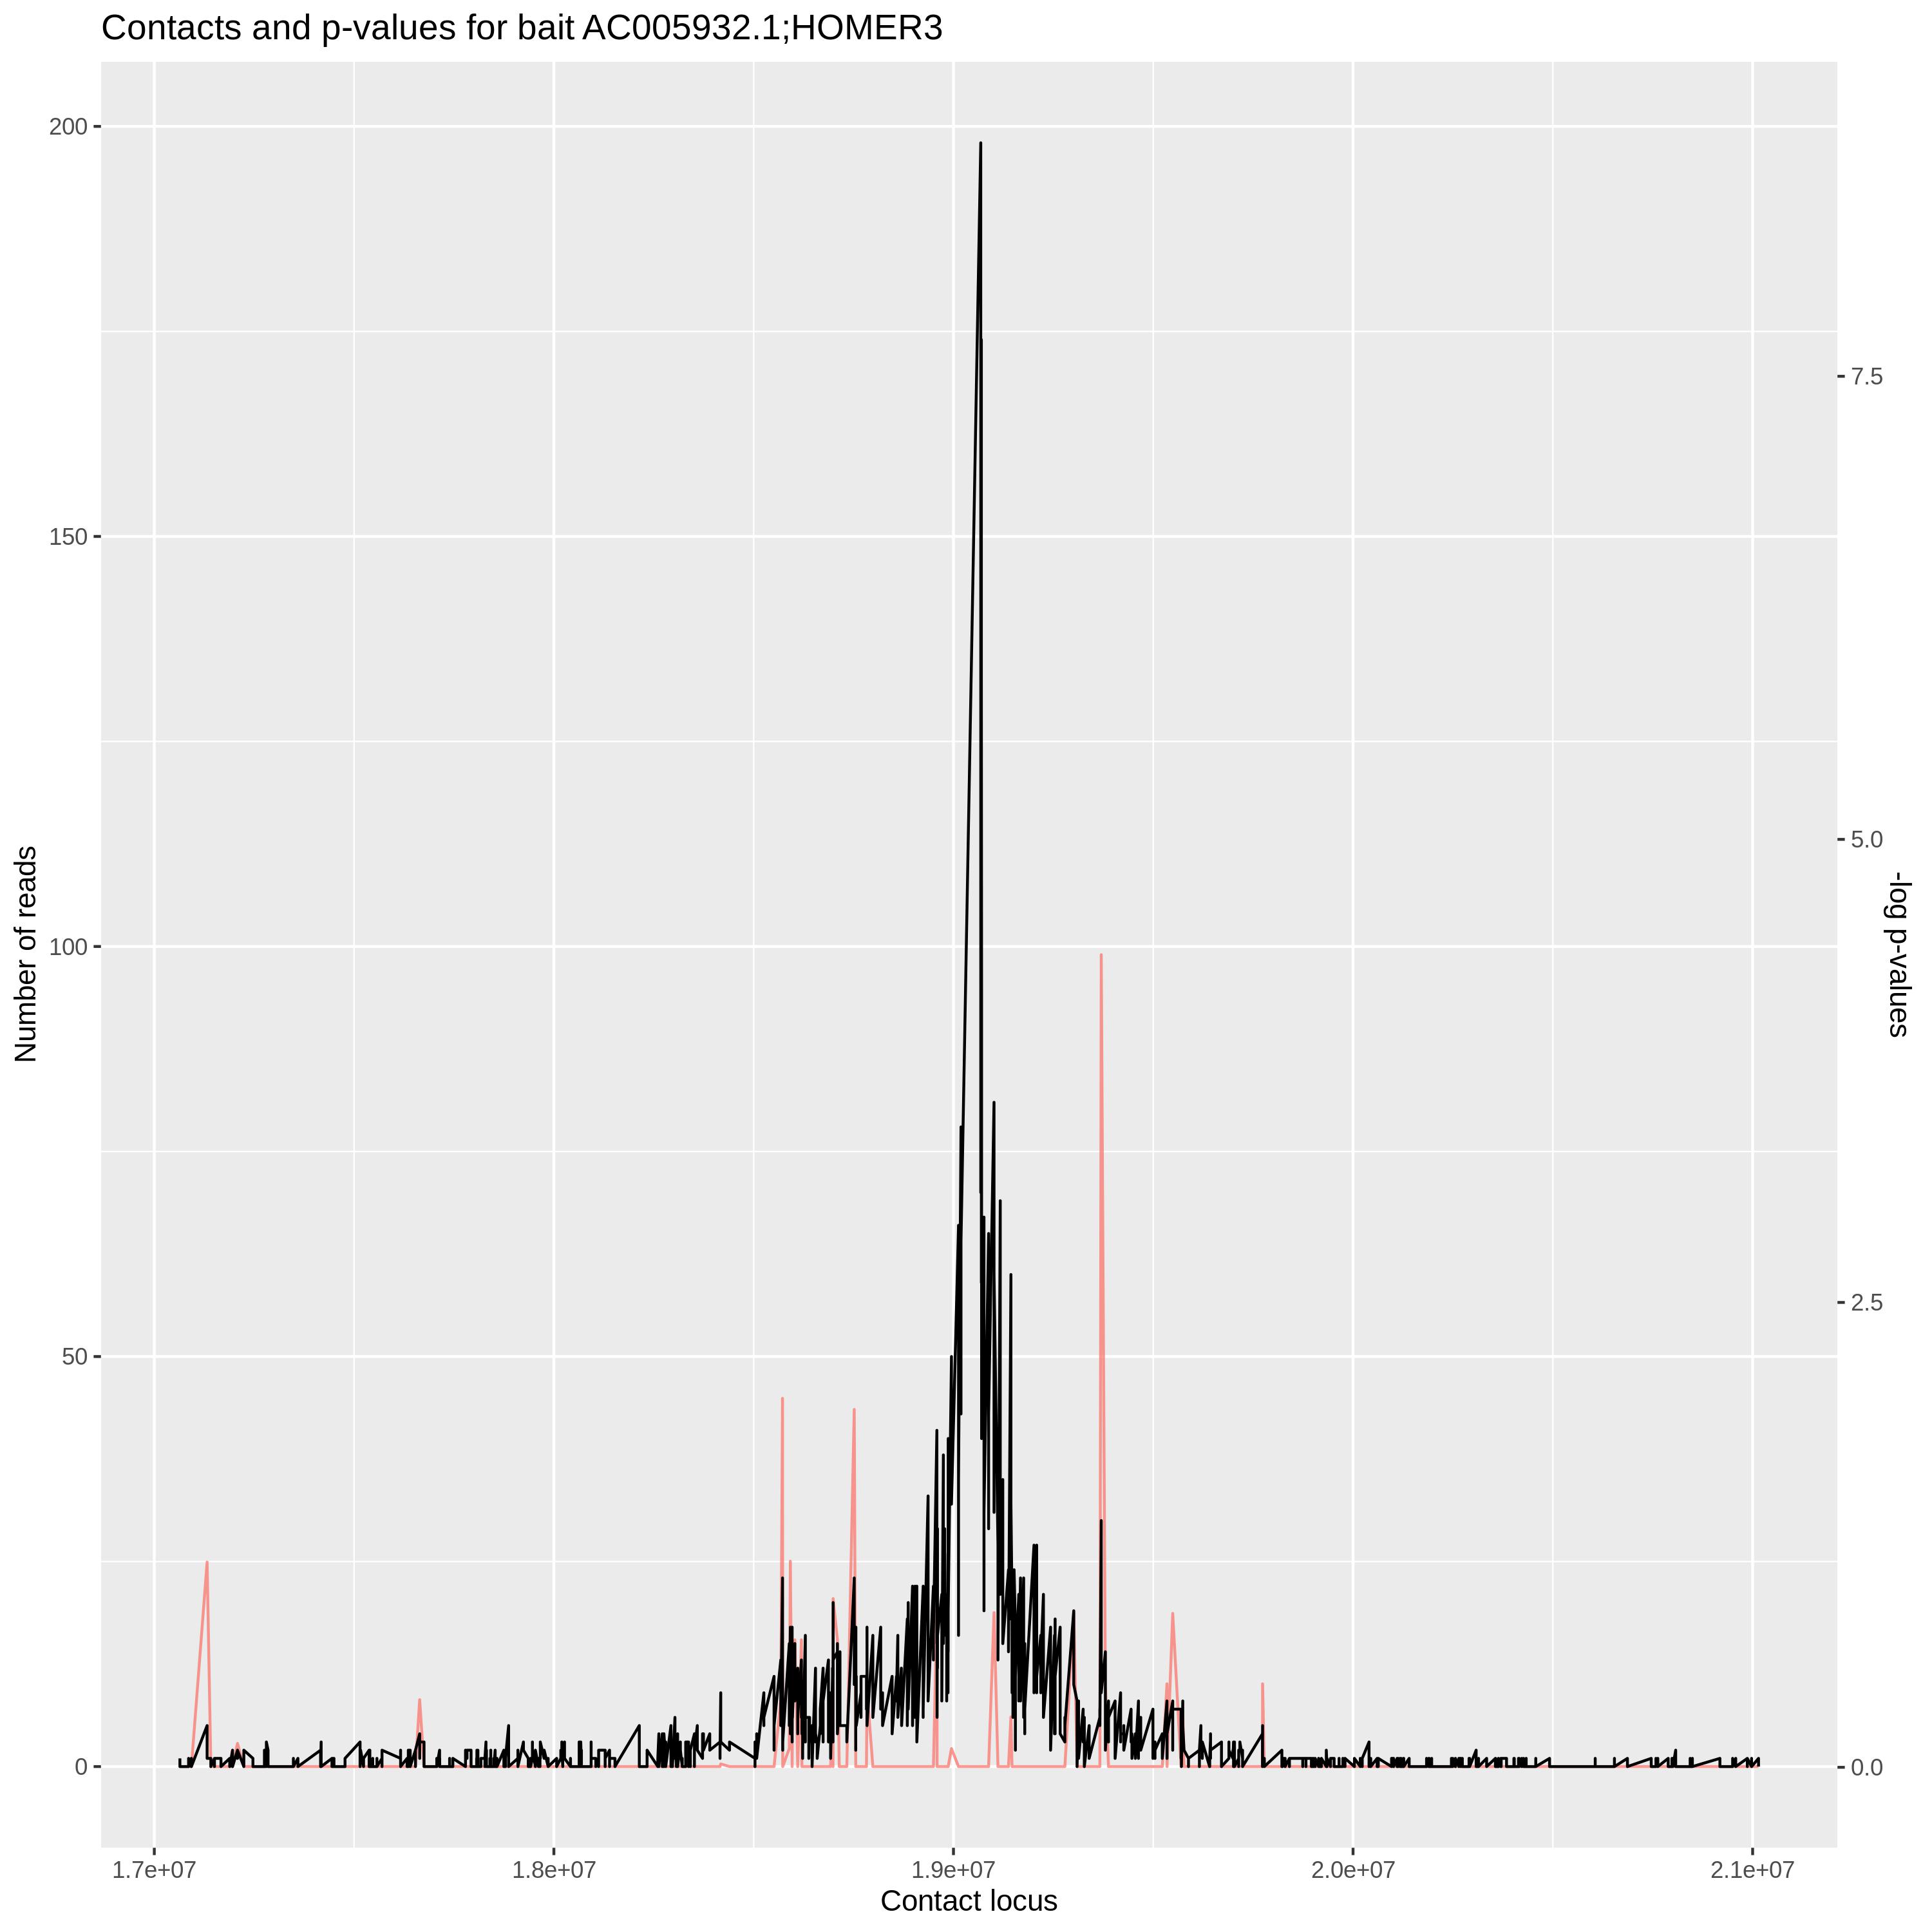 Contacts and p-values for bait AC005932.1;HOMER3
200
150
100
50
0
Number of reads
7.5
5.0
2.5
0.0
-log p-values
1.7e+07 1.8e+07 1.9e+07 2.0e+07 2.1e+07
Contact locus